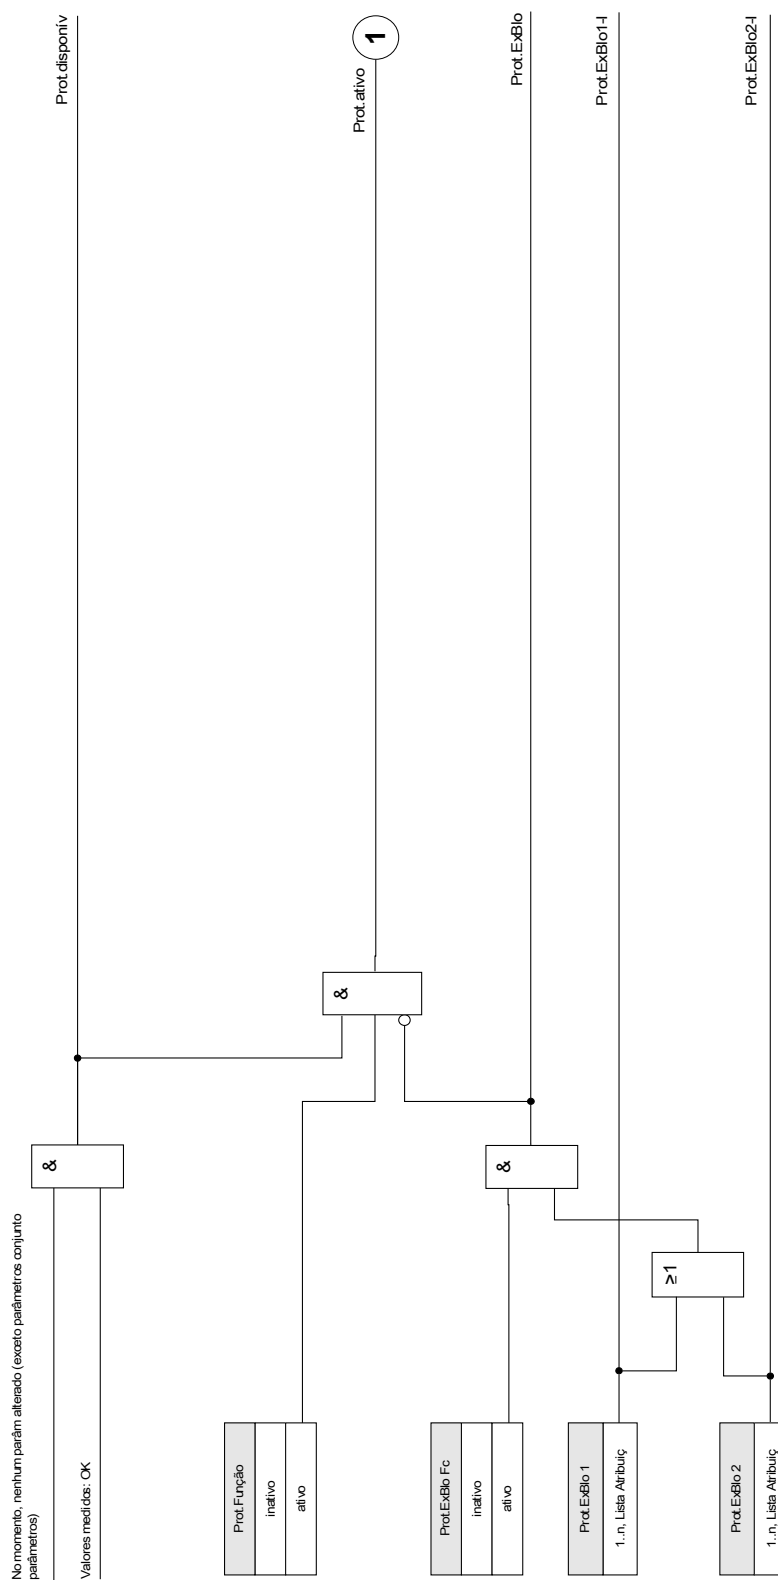 No momento, nenhum parâm alterado (exceto parâmetros conjunto
parâmetros)
Valores medidos: OK
&
Prot.disponív
Prot.Função
inativo
ativo
&
Prot.ativo
1
Prot.ExBlo Fc
inativo
ativo
&
Prot.ExBlo
Prot.ExBlo 1
1..n, Lista Atribuiç
Prot.ExBlo1-I
≥1
Prot.ExBlo 2
1..n, Lista Atribuiç
Prot.ExBlo2-I